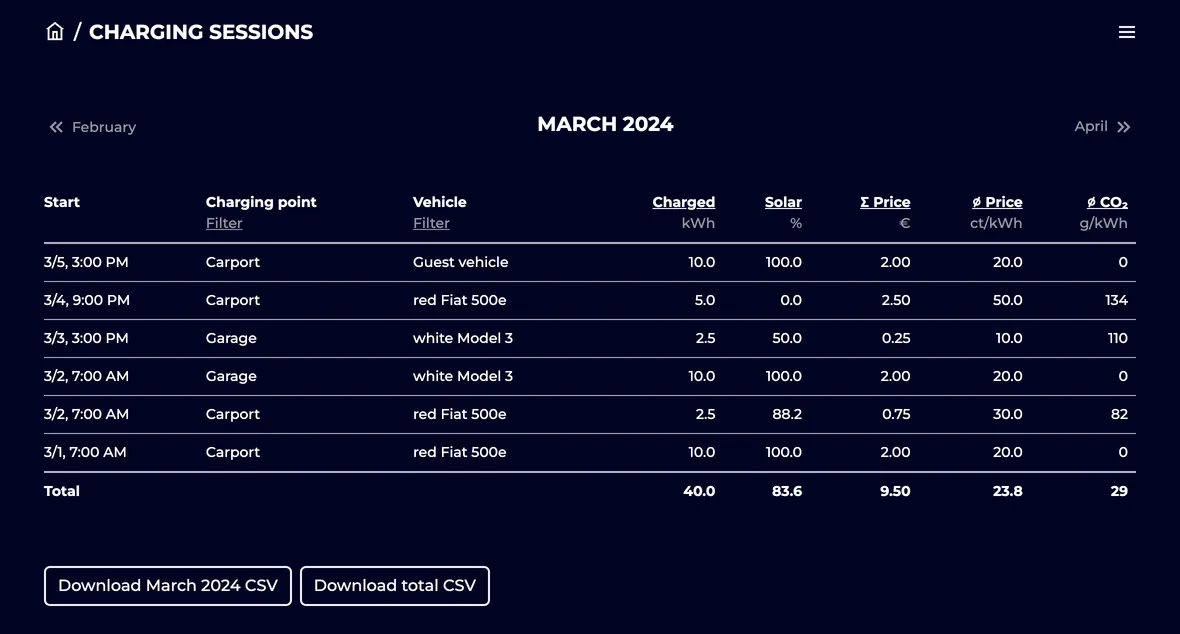 / CHARGING SESSIONS
« February MARCH 2024 April »
Start Charging point Vehicle Charged Solar Σ Price ø Price ø CO₂
Filter Filter kWh % € ct/kWh g/kWh
3/5, 3:00 PM Carport Guest vehicle 10.0 100.0 2.00 20.0 0
3/4, 9:00 PM Carport red Fiat 500e 5.0 0.0 2.50 50.0 134
3/3, 3:00 PM Garage white Model 3 2.5 50.0 0.25 10.0 110
3/2, 7:00 AM Garage white Model 3 10.0 100.0 2.00 20.0 0
3/2, 7:00 AM Carport red Fiat 500e 2.5 88.2 0.75 30.0 82
3/1, 7:00 AM Carport red Fiat 500e 10.0 100.0 2.00 20.0 0
Total 40.0 83.6 9.50 23.8 29
Download March 2024 CSV Download total CSV